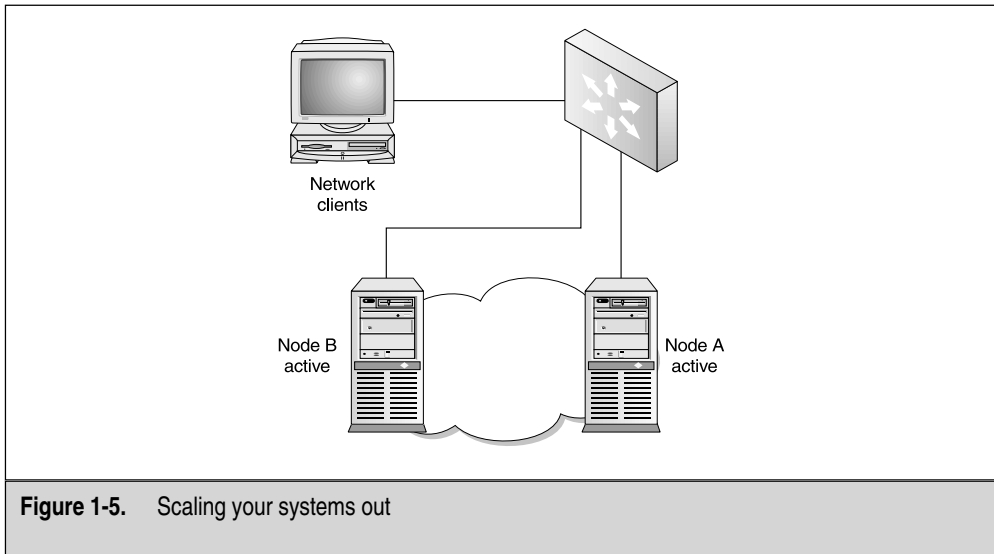 Network
clients
Node B
active
Node A
active
Figure 1-5. Scaling your systems out